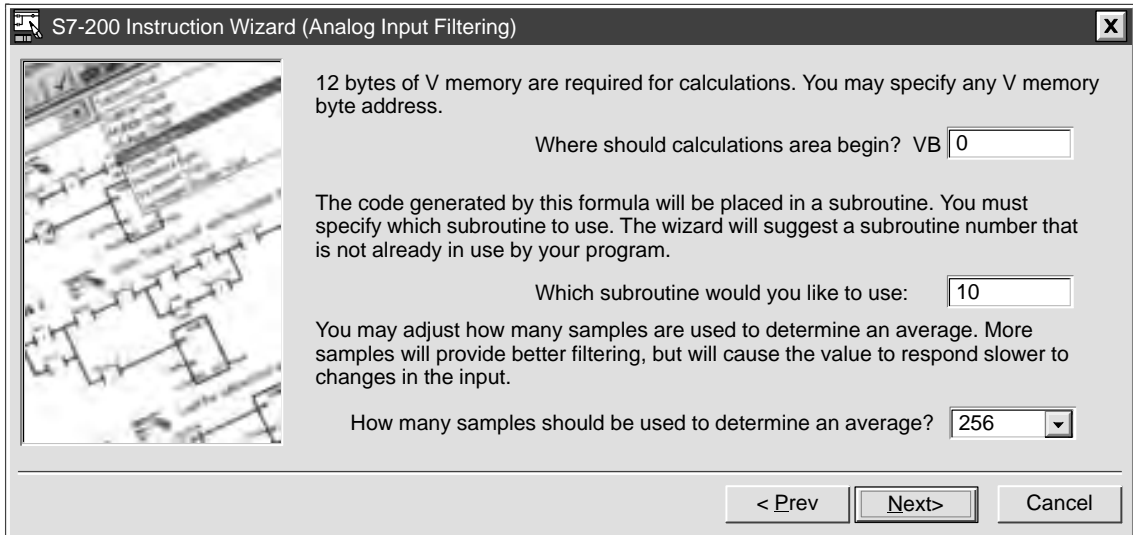 S7-200 Instruction Wizard (Analog Input Filtering)
X
12 bytes of V memory are required for calculations. You may specify any V memory
byte address.
Where should calculations area begin? VB 0
The code generated by this formula will be placed in a subroutine. You must
specify which subroutine to use. The wizard will suggest a subroutine number that
is not already in use by your program.
Which subroutine would you like to use: 10
You may adjust how many samples are used to determine an average. More
samples will provide better filtering, but will cause the value to respond slower to
changes in the input.
How many samples should be used to determine an average? 256
< Prev Next> Cancel